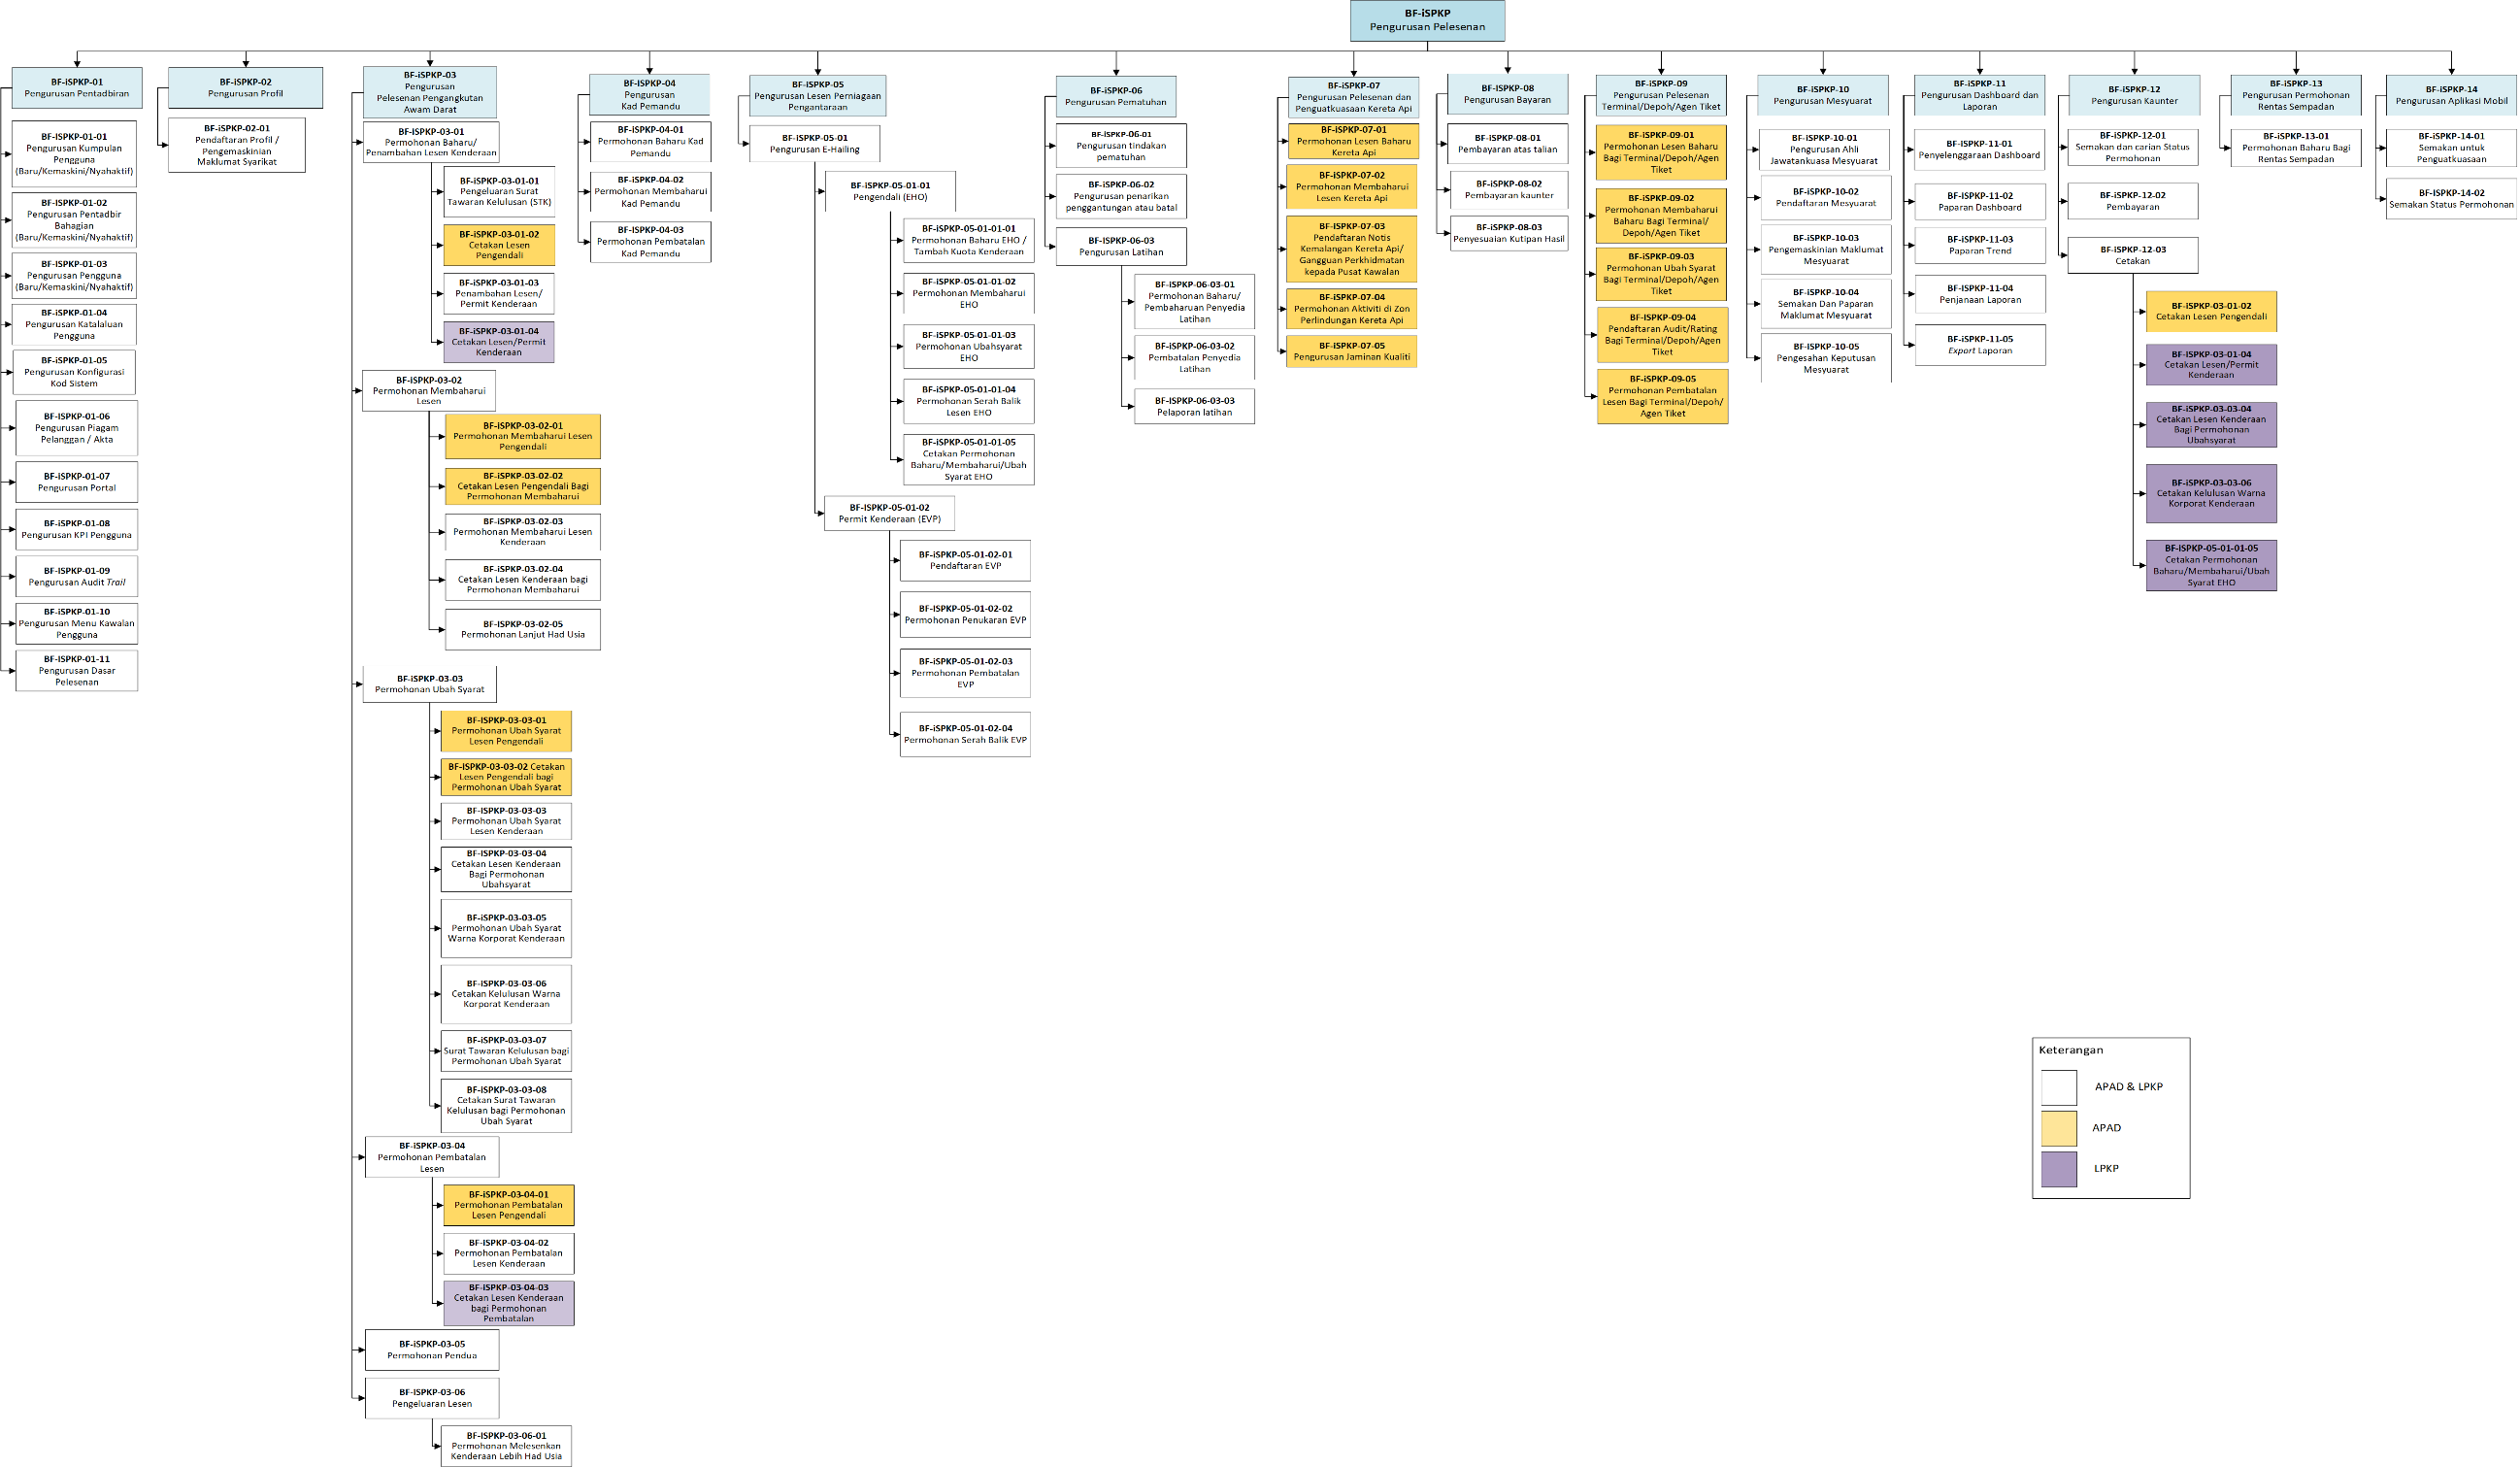 BF-iSPKP
Pengurusan Pelesenan
BF-iSPKP-01
Pengurusan Pentadbiran
BF-ISPKP-01-01
Pengurusan Kumpulan
Pengguna
(Baru/Kemaskini/Nyahaktif)
BF-iSPKP-01-02
Pengurusan Pentadbir
Bahagian
(Baru/Kemaskini/Nyahaktif)
BF-iSPKP-01-03
Pengurusan Pengguna
(Baru/Kemaskini/Nyahaktif)
BF-iSPKP-01-04
Pengurusan Katalaluan
Pengguna
BF-iSPKP-01-05
Pengurusan Konfigurasi
Kod Sistem
BF-ISPKP-01-06
Pengurusan Piagam
Pelanggan / Akta
BF-iSPKP-01-07
Pengurusan Portal
BF-iSPKP-01-08
Pengurusan KPI Pengguna
BF-iSPKP-01-09
Pengurusan Audit Trail
BF-iSPKP-01-10
Pengurusan Menu Kawalan
Pengguna
BF-ISPKP-01-11
Pengurusan Dasar
Pelesenan
BF-iSPKP-02
Pengurusan Profil
BF-iSPKP-02-01
Pendaftaran Profil /
Pengemaskinian
Maklumat Syarikat
BF-iSPKP-03
Pengurusan
Pelesenan Pengangkutan
Awam Darat
BF-iSPKP-03-01
Permohonan Baharu/
Penambahan Lesen Kenderaan
BF-iSPKP-03-01-01
Pengeluaran Surat
Tawaran Kelulusan (STK)
BF-iSPKP-03-01-02
Cetakan Lesen
Pengendali
BF-iSPKP-03-01-03
Penambahan Lesen/
Permit Kenderaan
BF-iSPKP-03-01-04
Cetakan Lesen/Permit
Kenderaan
BF-iSPKP-03-02
Permohonan Membaharui
Lesen
BF-iSPKP-03-02-01
Permohonan Membaharui Lesen
Pengendali
BF-iSPKP-03-02-02
Cetakan Lesen Pengendali Bagi
Permohonan Membaharui
BF-iSPKP-03-02-03
Permohonan Membaharui Lesen
Kenderaan
BF-iSPKP-03-02-04
Cetakan Lesen Kenderaan bagi
Permohonan Membaharui
BF-ISPKP-03-02-05
Permohonan Lanjut Had Usia
BF-iSPKP-03-03
Permohonan Ubah Syarat
BF-ISPKP-03-03-01
Permohonan Ubah Syarat
Lesen Pengendali
BF-ISPKP-03-03-02 Cetakan
Lesen Pengendali bagi
Permohonan Ubah Syarat
BF-ISPKP-03-03-03
Permohonan Ubah Syarat
Lesen Kenderaan
BF-iSPKP-03-03-04
Cetakan Lesen Kenderaan
Bagi Permohonan
Ubahsyarat
BF-iSPKP-03-03-05
Permohonan Ubah Syarat
Warna Korporat Kenderaan
BF-iSPKP-03-03-06
Cetakan Kelulusan Warna
Korporat Kenderaan
BF-ISPKP-03-03-07
Surat Tawaran Kelulusan bagi
Permohonan Ubah Syarat
BF-iSPKP-03-03-08
Cetakan Surat Tawaran
Kelulusan bagi Permohonan
Ubah Syarat
BF-iSPKP-03-04
Permohonan Pembatalan
Lesen
BF-iSPKP-03-04-01
Permohonan Pembatalan
Lesen Pengendali
BF-iSPKP-03-04-02
Permohonan Pembatalan
Lesen Kenderaan
BF-iSPKP-03-04-03
Cetakan Lesen Kenderaan
bagi Permohonan
Pembatalan
BF-iSPKP-03-05
Permohonan Pendua
BF-ISPKP-03-06
Pengeluaran Lesen
BF-iSPKP-03-06-01
Permohonan Melesenkan
Kenderaan Lebih Had Usia
BF-iSPKP-04
Pengurusan
Kad Pemandu
BF-iSPKP-04-01
Permohonan Baharu Kad
Pemandu
BF-iSPKP-04-02
Permohonan Membaharui
Kad Pemandu
BF-iSPKP-04-03
Permohonan Pembatalan
Kad Pemandu
BF-iSPKP-05
Pengurusan Lesen Perniagaan
Pengantaraan
BF-iSPKP-05-01
Pengurusan E-Hailing
BF-iSPKP-05-01-01
Pengendali (EHO)
BF-iSPKP-05-01-01-01
Permohonan Baharu EHO /
Tambah Kuota Kenderaan
BF-iSPKP-05-01-01-02
Permohonan Membaharui
EHO
BF-iSPKP-05-01-01-03
Permohonan Ubahsyarat
EHO
BF-iSPKP-05-01-01-04
Permohonan Serah Balik
Lesen EHO
BF-iSPKP-05-01-01-05
Cetakan Permohonan
Baharu/Membaharui/Ubah
Syarat EHO
BF-ISPKP-05-01-02
Permit Kenderaan (EVP)
BF-iSPKP-05-01-02-01
Pendaftaran EVP
BF-ISPKP-05-01-02-02
Permohonan Penukaran EVP
BF-iSPKP-05-01-02-03
Permohonan Pembatalan
EVP
BF-iSPKP-05-01-02-04
Permohonan Serah Balik EVP
BF-iSPKP-06
Pengurusan Pematuhan
BF-iSPKP-06-01
Pengurusan tindakan
pematuhan
BF-iSPKP-06-02
Pengurusan penarikan
penggantungan atau batal
BF-iSPKP-06-03
Pengurusan Latihan
BF-iSPKP-06-03-01
Permohonan Baharu/
Pembaharuan Penyedia
Latihan
BF-iSPKP-06-03-02
Pembatalan Penyedia
Latihan
BF-iSPKP-06-03-03
Pelaporan latihan
BF-iSPKP-07
Pengurusan Pelesenan dan
Penguatkuasaan Kereta Api
BF-iSPKP-07-01
Permohonan Lesen Baharu
Kereta Api
BF-iSPKP-07-02
Permohonan Membaharui
Lesen Kereta Api
BF-iSPKP-07-03
Pendaftaran Notis
Kemalangan Kereta Api/
Gangguan Perkhidmatan
kepada Pusat Kawalan
BF-iSPKP-07-04
Permohonan Aktiviti di Zon
Perlindungan Kereta Api
BF-iSPKP-07-05
Pengurusan Jaminan Kualiti
BF-iSPKP-08
Pengurusan Bayaran
BF-iSPKP-08-01
Pembayaran atas talian
BF-iSPKP-08-02
Pembayaran kaunter
BF-iSPKP-08-03
Penyesuaian Kutipan Hasil
BF-iSPKP-09
Pengurusan Pelesenan
Terminal/Depoh/Agen Tiket
BF-iSPKP-09-01
Permohonan Lesen Baharu
Bagi Terminal/Depoh/Agen
Tiket
BF-iSPKP-09-02
Permohonan Membaharui
Baharu Bagi Terminal/
Depoh/Agen Tiket
BF-iSPKP-09-03
Permohonan Ubah Syarat
Bagi Terminal/Depoh/Agen
Tiket
BF-iSPKP-09-04
Pendaftaran Audit/Rating
Bagi Terminal/Depoh/Agen
Tiket
BF-iSPKP-09-05
Permohonan Pembatalan
Lesen Bagi Terminal/Depoh/
Agen Tiket
BF-iSPKP-10
Pengurusan Mesyuarat
BF-iSPKP-10-01
Pengurusan Ahli
Jawatankuasa Mesyuarat
BF-iSPKP-10-02
Pendaftaran Mesyuarat
BF-iSPKP-10-03
Pengemaskinian Maklumat
Mesyuarat
BF-iSPKP-10-04
Semakan Dan Paparan
Maklumat Mesyuarat
BF-iSPKP-10-05
Pengesahan Keputusan
Mesyuarat
BF-iSPKP-11
Pengurusan Dashboard dan
Laporan
BF-iSPKP-11-01
Penyelenggaraan Dashboard
BF-iSPKP-11-02
Paparan Dashboard
BF-iSPKP-11-03
Paparan Trend
BF-iSPKP-11-04
Penjanaan Laporan
BF-iSPKP-11-05
Export Laporan
BF-iSPKP-12
Pengurusan Kaunter
BF-iSPKP-12-01
Semakan dan carian Status
Permohonan
BF-iSPKP-12-02
Pembayaran
BF-iSPKP-12-03
Cetakan
BF-iSPKP-03-01-02
Cetakan Lesen Pengendali
BF-iSPKP-03-01-04
Cetakan Lesen/Permit
Kenderaan
BF-iSPKP-03-03-04
Cetakan Lesen Kenderaan
Bagi Permohonan
Ubahsyarat
BF-iSPKP-03-03-06
Cetakan Kelulusan Warna
Korporat Kenderaan
BF-iSPKP-05-01-01-05
Cetakan Permohonan
Baharu/Membaharui/Ubah
Syarat EHO
BF-iSPKP-13
Pengurusan Permohonan
Rentas Sempadan
BF-iSPKP-13-01
Permohonan Baharu Bagi
Rentas Sempadan
BF-iSPKP-14
Pengurusan Aplikasi Mobil
BF-iSPKP-14-01
Semakan untuk
Penguatkuasaan
BF-iSPKP-14-02
Semakan Status Permohonan
Keterangan
APAD & LPKP
APAD
LPKP